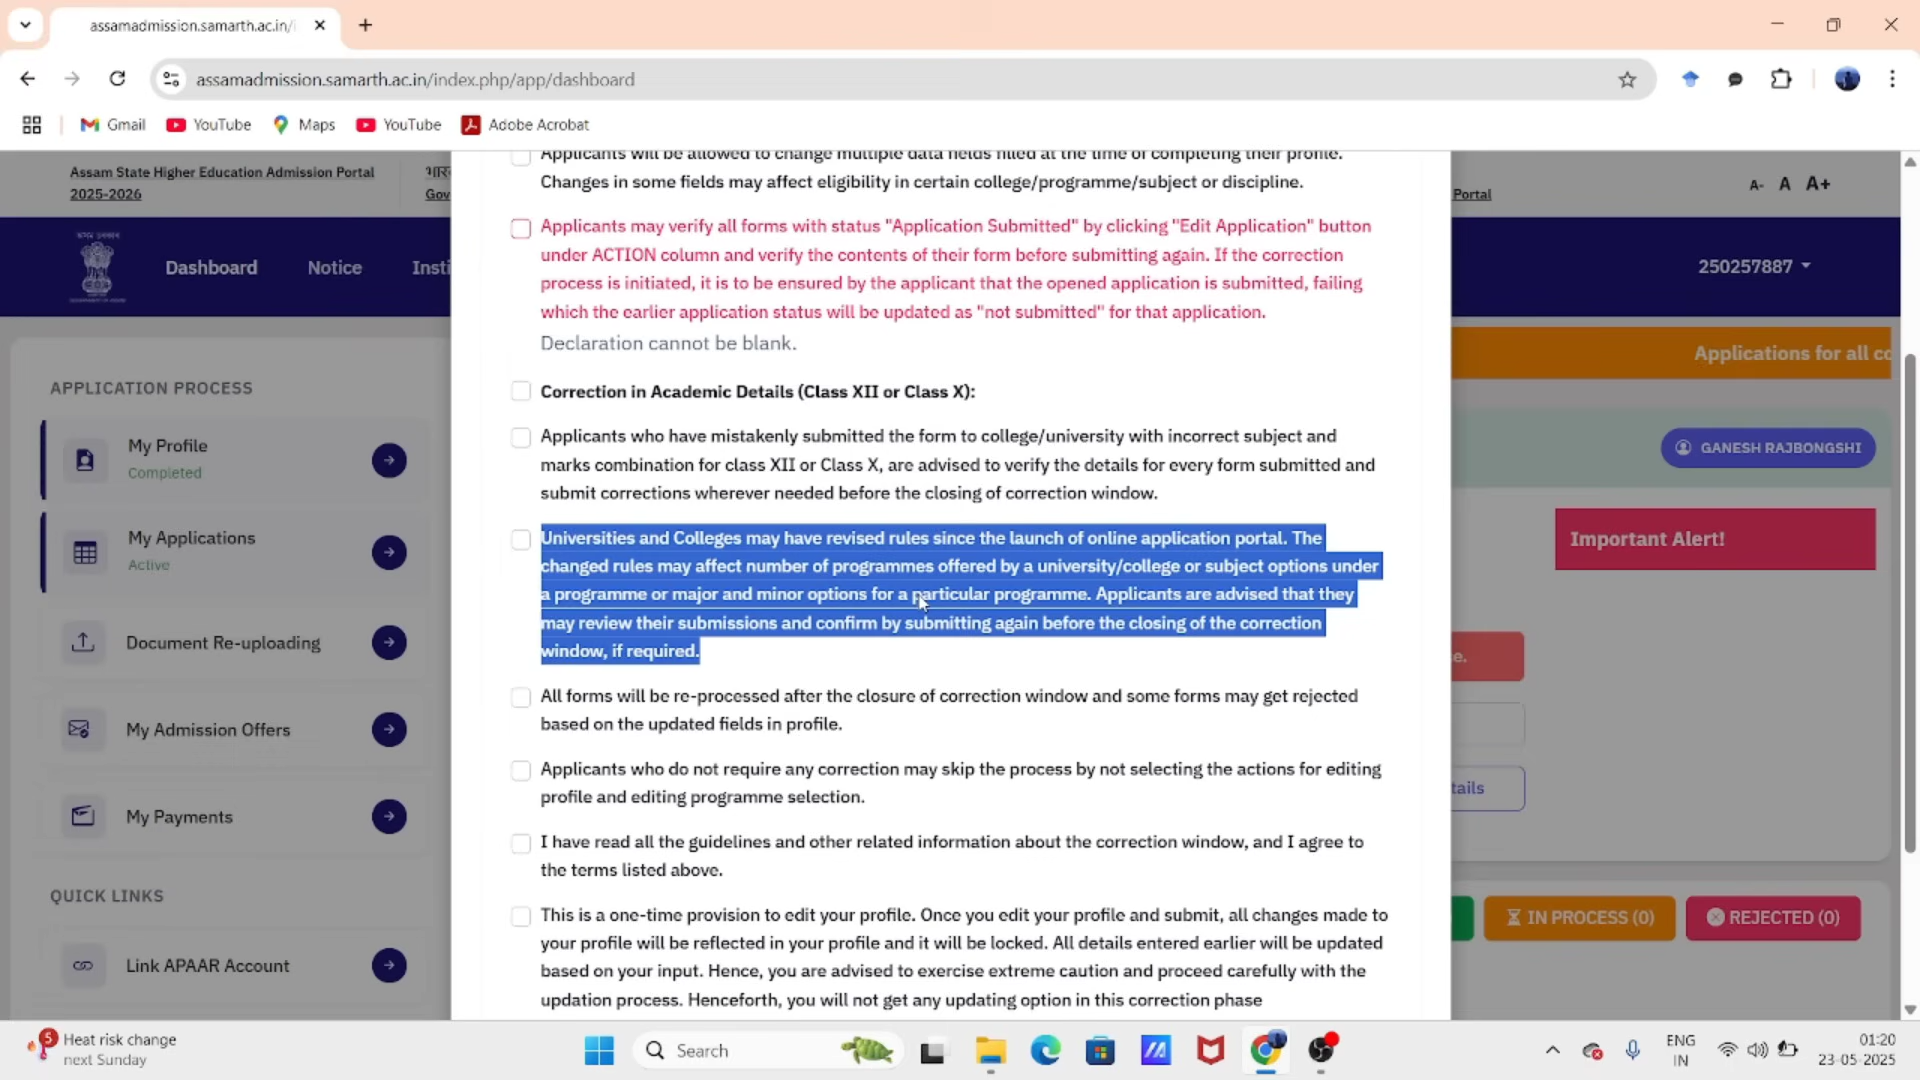 assamadmission.samarth.ac.in/i
assamadmission.samarth.ac.in/index.php/app/dashboard
Gmail
YouTube
Maps
YouTube
Adobe Acrobat
Assam State Higher Education Admission Portal
2025-2026
भार
Gov
Portal
A- A A+
Dashboard
Notice
Insti
250257887
Applications for all co
APPLICATION PROCESS
My Profile
Completed
My Applications
Active
Document Re-uploading
My Admission Offers
My Payments
QUICK LINKS
Link APAAR Account
Applicants will be allowed to change multiple data fields filled at the time of completing their profile.
Changes in some fields may affect eligibility in certain college/programme/subject or discipline.
Applicants may verify all forms with status "Application Submitted" by clicking "Edit Application" button
under ACTION column and verify the contents of their form before submitting again. If the correction
process is initiated, it is to be ensured by the applicant that the opened application is submitted, failing
which the earlier application status will be updated as "not submitted" for that application.
Declaration cannot be blank.
Correction in Academic Details (Class XII or Class X):
Applicants who have mistakenly submitted the form to college/university with incorrect subject and
marks combination for class XII or Class X, are advised to verify the details for every form submitted and
submit corrections wherever needed before the closing of correction window.
Universities and Colleges may have revised rules since the launch of online application portal. The
changed rules may affect number of programmes offered by a university/college or subject options under
a programme or major and minor options for a particular programme. Applicants are advised that they
may review their submissions and confirm by submitting again before the closing of the correction
window, if required.
All forms will be re-processed after the closure of correction window and some forms may get rejected
based on the updated fields in profile.
Applicants who do not require any correction may skip the process by not selecting the actions for editing
profile and editing programme selection.
I have read all the guidelines and other related information about the correction window, and I agree to
the terms listed above.
This is a one-time provision to edit your profile. Once you edit your profile and submit, all changes made to
your profile will be reflected in your profile and it will be locked. All details entered earlier will be updated
based on your input. Hence, you are advised to exercise extreme caution and proceed carefully with the
updation process. Henceforth, you will not get any updating option in this correction phase
GANESH RAJBONGSHI
Important Alert!
e.
tails
IN PROCESS (0)
REJECTED (0)
5
Heat risk change
next Sunday
Search
ENG
IN
01:20
23-05-2025